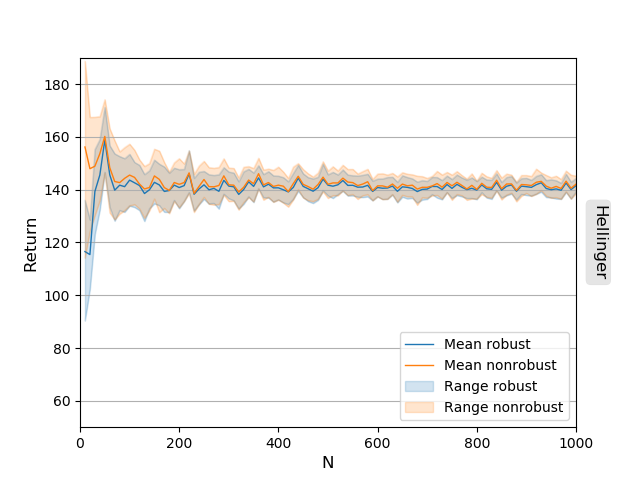 180
160
140
120
100
80
60
Return
0 200 400 600 800 1000
N
Mean robust
Mean nonrobust
Range robust
Range nonrobust
Hellinger